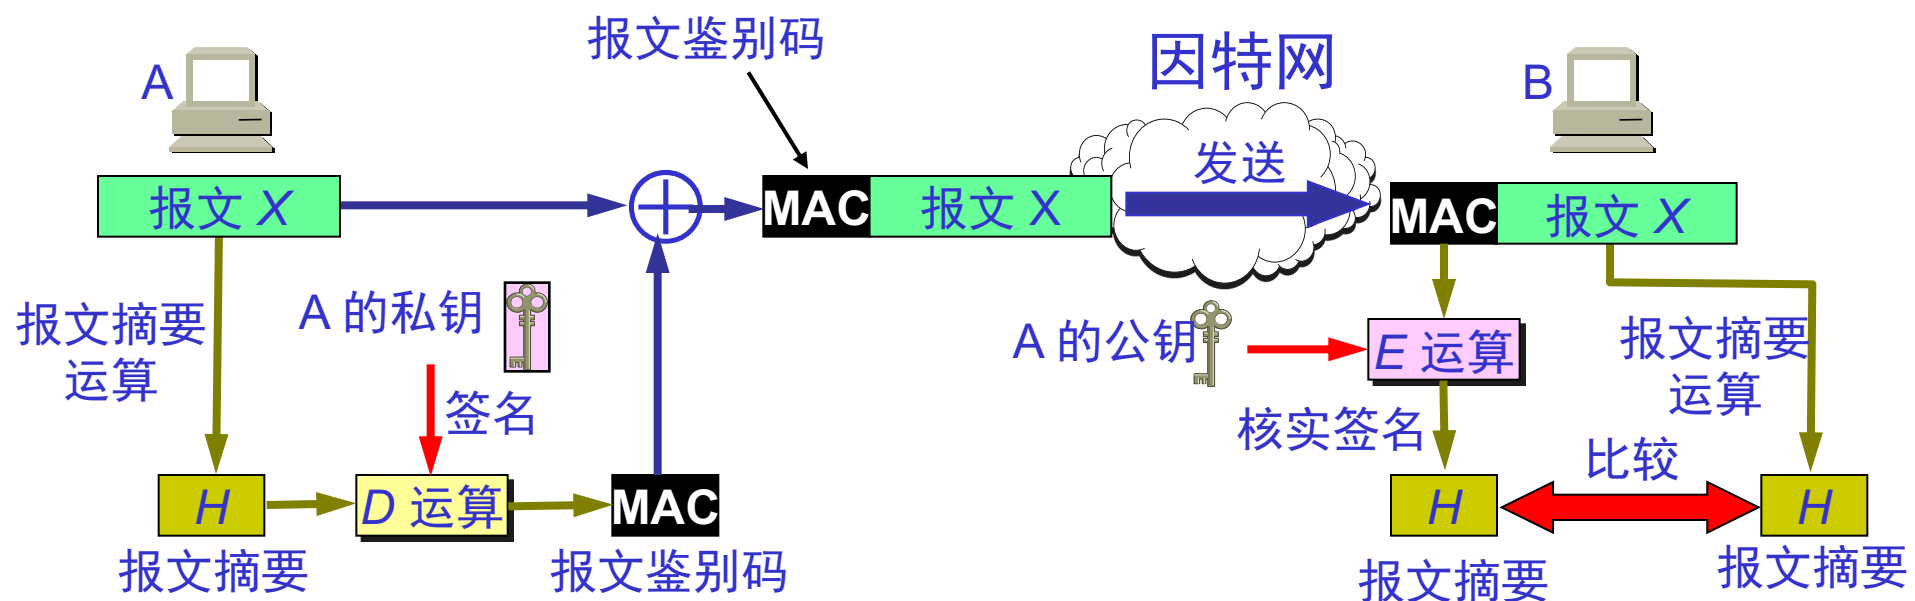 报文鉴别码
因特网
A
B
发送
报文 X
MAC
报文 X
MAC
报文 X
报文摘要
运算
A 的私钥
签名
A 的公钥
E 运算
报文摘要
运算
核实签名
比较
H
D 运算
MAC
H
H
报文摘要
报文鉴别码
报文摘要
报文摘要